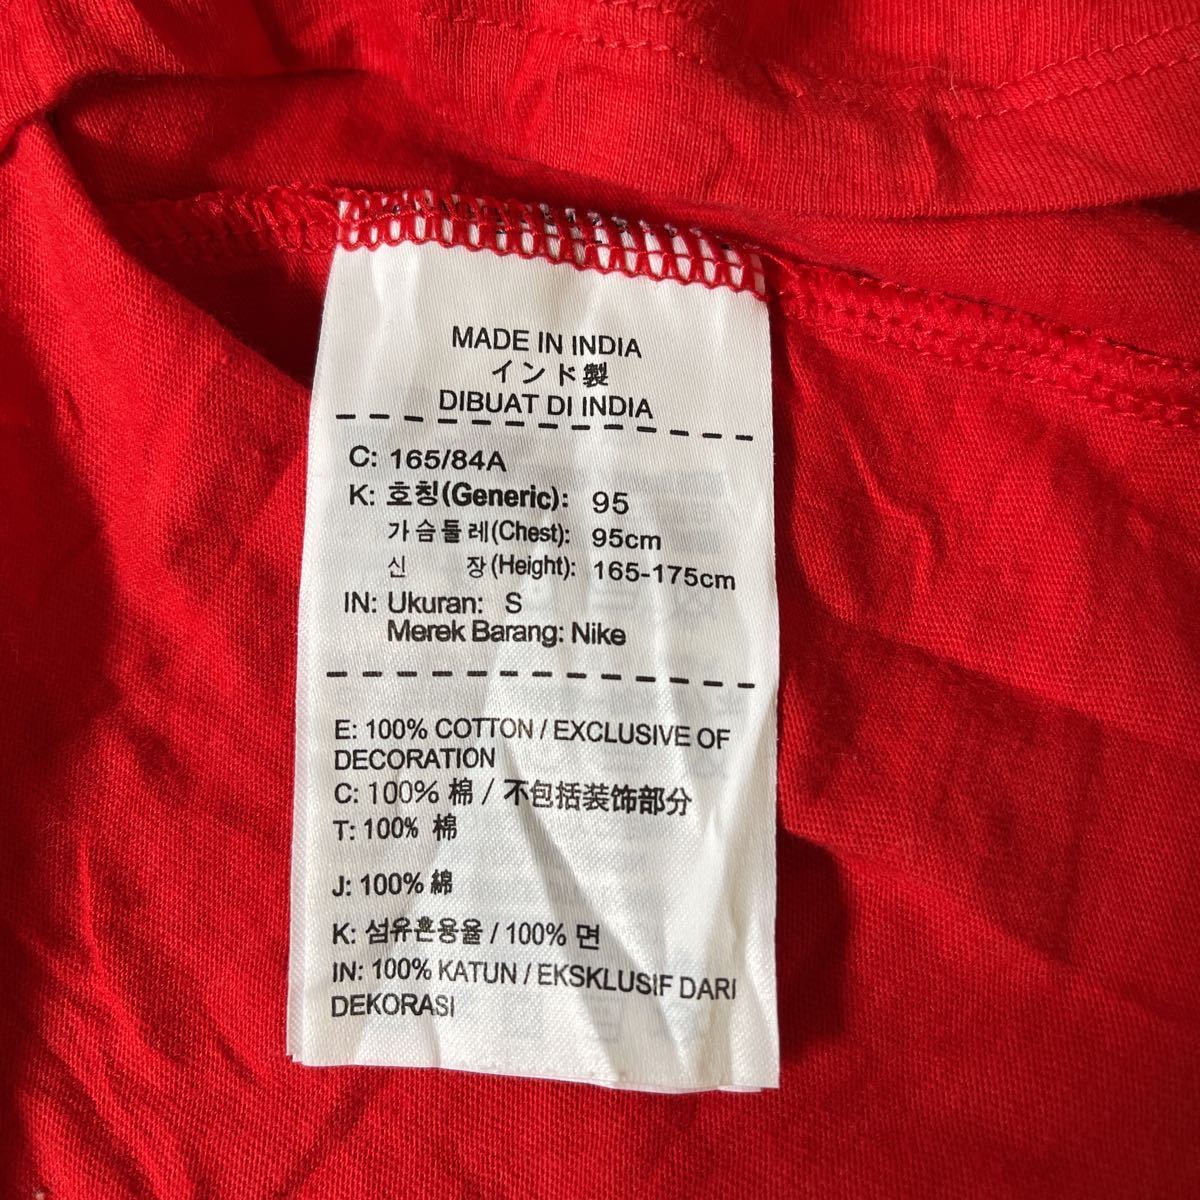 MADE IN INDIA
インド製
DIBUAT DI INDIA
C: 165/84A
K: 호칭(Generic): 95
가슴둘레(Chest): 95cm
신 장(Height): 165-175cm
IN: Ukuran: S
Merek Barang: Nike
E: 100% COTTON / EXCLUSIVE OF
DECORATION
C: 100% 棉 / 不包括装饰部分
T: 100% 棉
J: 100% 綿
K: 섬유혼용율 / 100% 면
IN: 100% KATUN / EKSKLUSIF DARI
DEKORASI